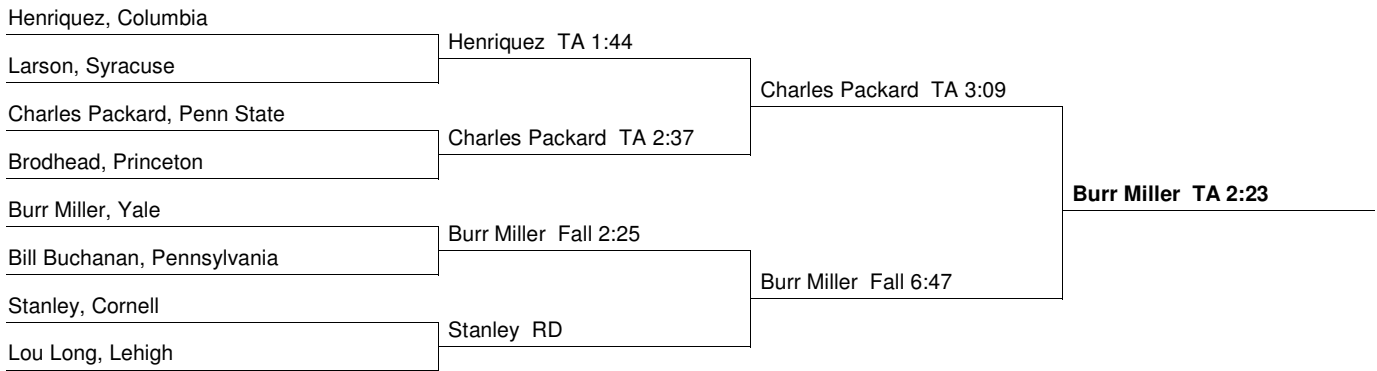 Henriquez, Columbia
Henriquez TA 1:44
Larson, Syracuse
Charles Packard TA 3:09
Charles Packard, Penn State
Charles Packard TA 2:37
Brodhead, Princeton
Burr Miller TA 2:23
Burr Miller, Yale
Burr Miller Fall 2:25
Bill Buchanan, Pennsylvania
Burr Miller Fall 6:47
Stanley, Cornell
Stanley RD
Lou Long, Lehigh